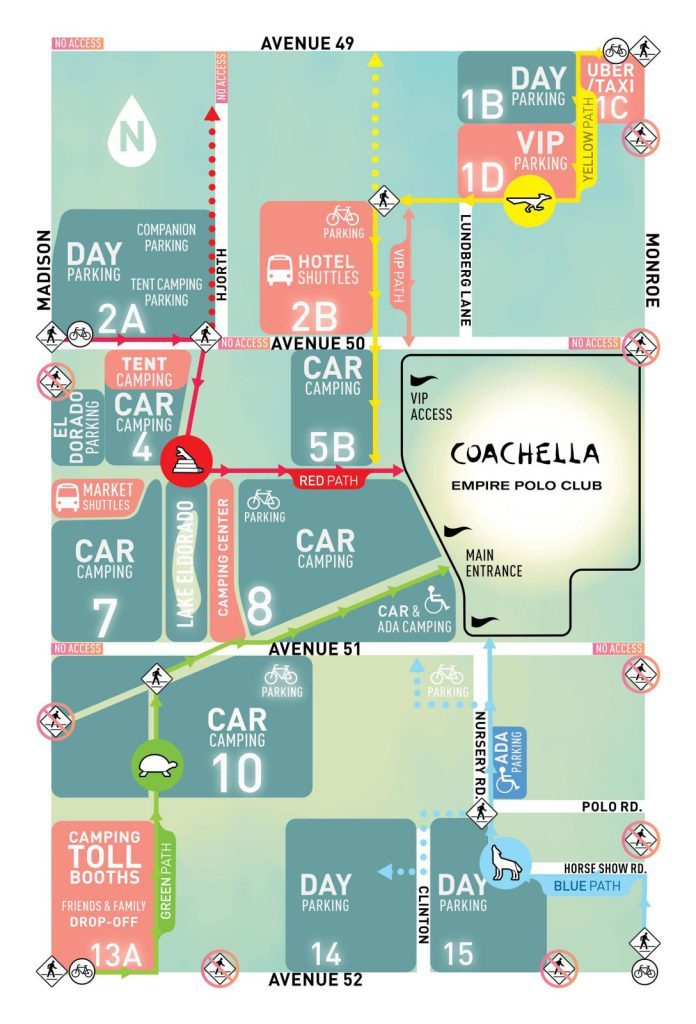 AVENUE 49
NO ACCESS
NO ACCESS
N
DAY
PARKING
1B
UBER
/TAXI
1C
VIP
PARKING
1D
YELLOW PATH
LUNDBERG LANE
MONROE
MADISON
HJORTH
COMPANION
PARKING
DAY
PARKING
TENT CAMPING
PARKING
2A
PARKING
HOTEL
SHUTTLES
2B
VIP PATH
NO ACCESS
AVENUE 50
NO ACCESS
TENT
CAMPING
CAR
CAMPING
4
EL
DORADO
PARKING
CAR
CAMPING
5B
RED PATH
VIP
ACCESS
COACHELLA
EMPIRE POLO CLUB
MAIN
ENTRANCE
MARKET
SHUTTLES
CAR
CAMPING
7
LAKE ELDORADO
CAMPING CENTER
PARKING
CAR
CAMPING
8
CAR &
ADA CAMPING
NO ACCESS
AVENUE 51
NO ACCESS
PARKING
CAR
CAMPING
10
PARKING
NURSERY RD.
ADA
PARKING
POLO RD.
CAMPING
TOLL
BOOTHS
FRIENDS & FAMILY
DROP-OFF
13A
GREEN PATH
DAY
PARKING
14
CLINTON
DAY
PARKING
15
HORSE SHOW RD.
BLUE PATH
AVENUE 52